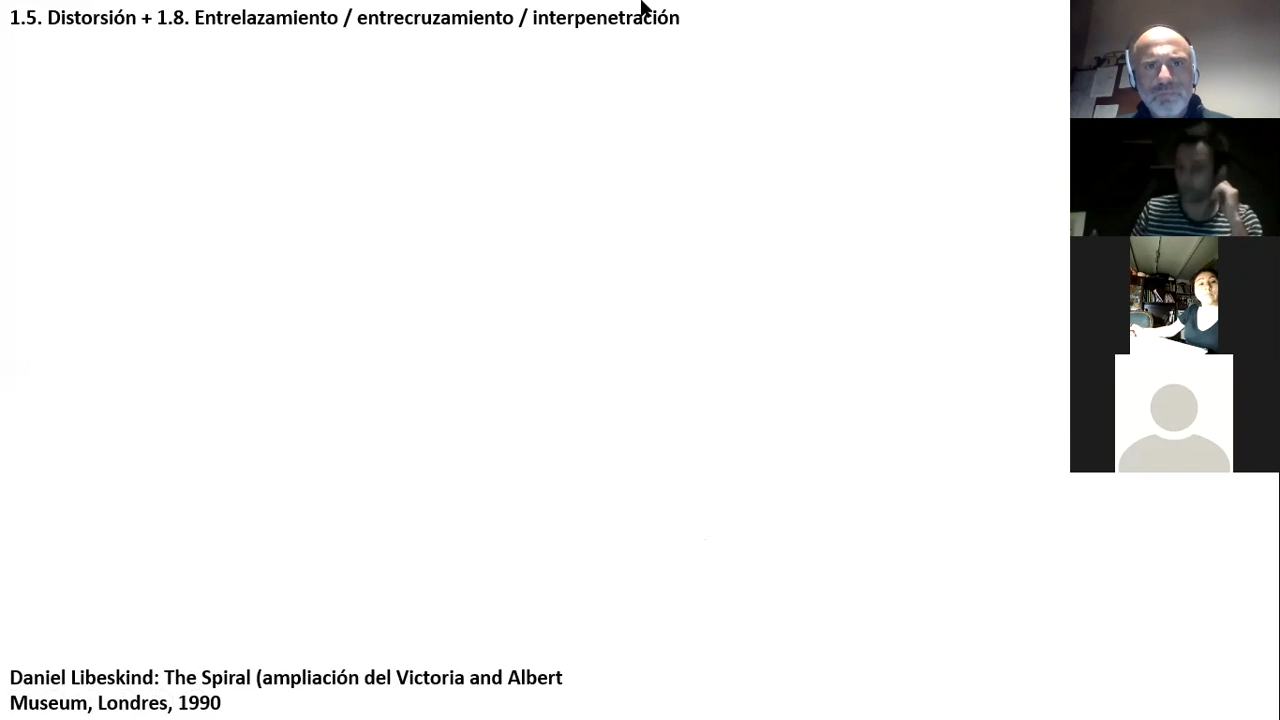 1.5. Distorsión + 1.8. Entrelazamiento / entrecruzamiento / interpenetración
Daniel Libeskind: The Spiral (ampliación del Victoria and Albert
Museum, Londres, 1990